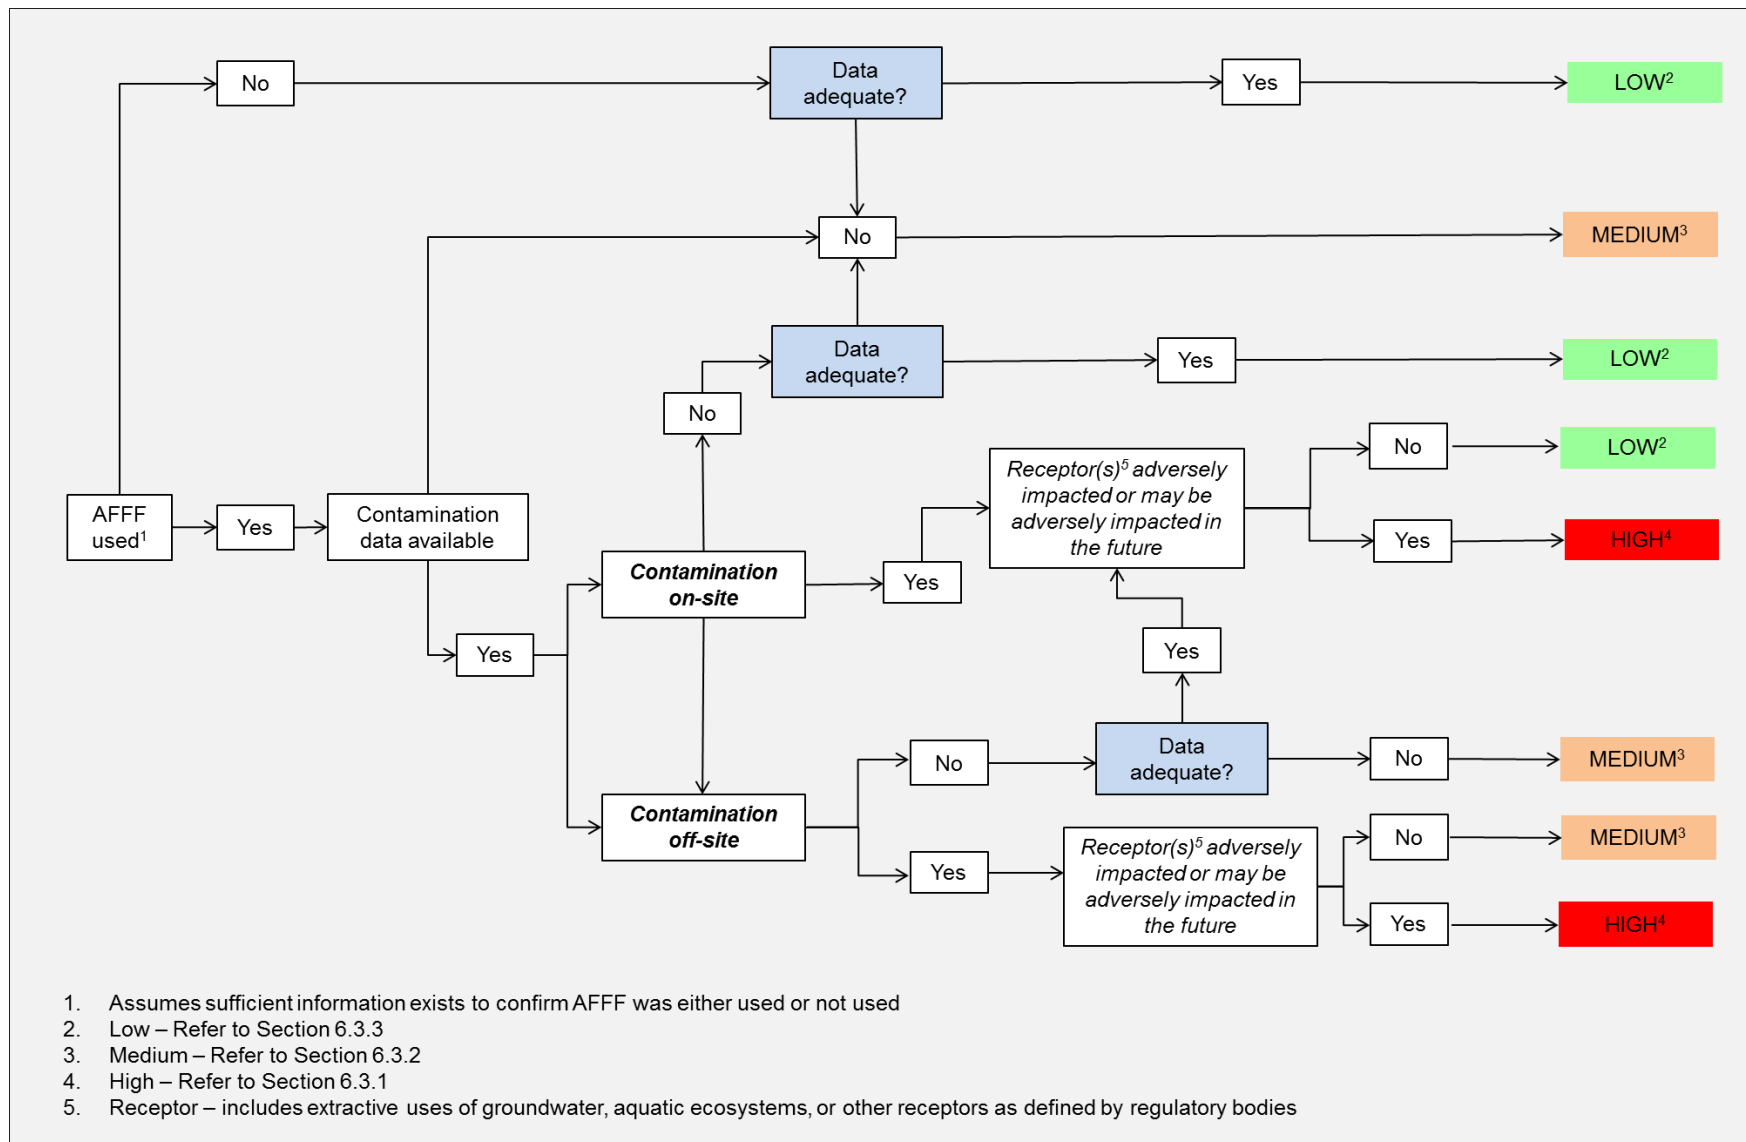 No
Data
adequate?
Yes
LOW²
No
MEDIUM³
Data
adequate?
Yes
LOW²
No
No
LOW²
Receptor(s)⁵ adversely
impacted or may be
adversely impacted in
the future
AFFF
used¹
Yes
Contamination
data available
Yes
HIGH⁴
Contamination
on-site
Yes
Yes
Yes
No
Data
adequate?
No
MEDIUM³
Contamination
off-site
Yes
Receptor(s)⁵ adversely
impacted or may be
adversely impacted in
the future
No
MEDIUM³
Yes
HIGH⁴
1. Assumes sufficient information exists to confirm AFFF was either used or not used
2. Low – Refer to Section 6.3.3
3. Medium – Refer to Section 6.3.2
4. High – Refer to Section 6.3.1
5. Receptor – includes extractive uses of groundwater, aquatic ecosystems, or other receptors as defined by regulatory bodies